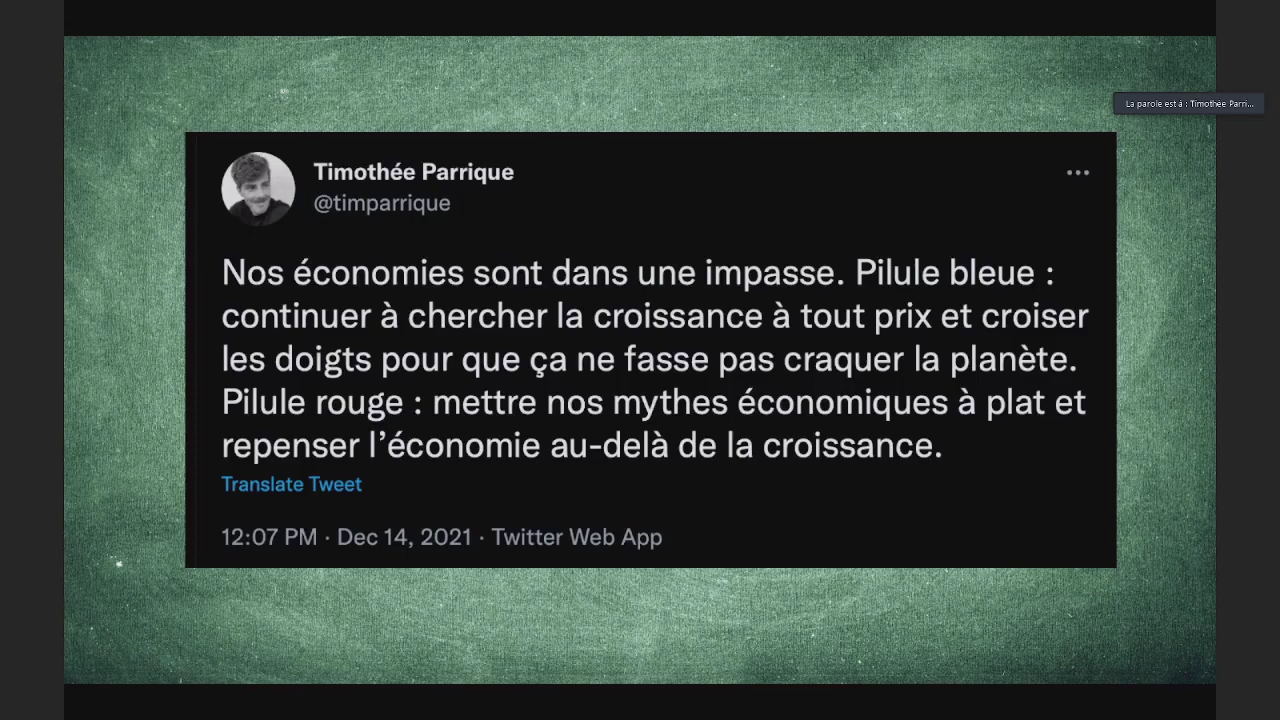 La parole est à : Timothée Parri...
Timothée Parrique
@timparrique
Nos économies sont dans une impasse. Pilule bleue :
continuer à chercher la croissance à tout prix et croiser
les doigts pour que ça ne fasse pas craquer la planète.
Pilule rouge : mettre nos mythes économiques à plat et
repenser l’économie au-delà de la croissance.
Translate Tweet
12:07 PM · Dec 14, 2021 · Twitter Web App